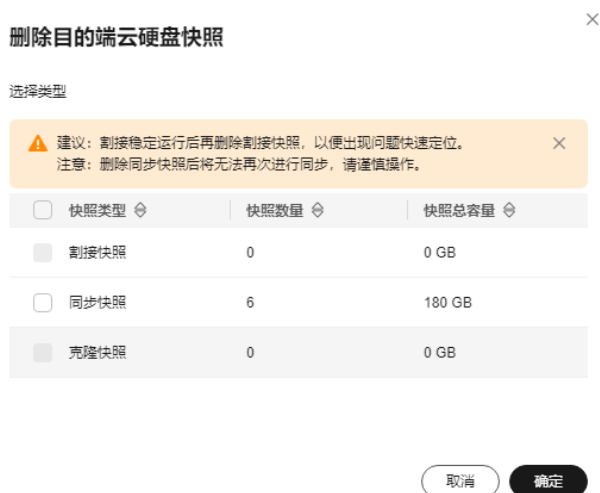 删除目的端云硬盘快照
选择类型
建议：割接稳定运行后再删除割接快照，以便出现问题快速定位。
注意：删除同步快照后将无法再次进行同步，请谨慎操作。
快照类型 快照数量 快照总容量
割接快照 0 0 GB
同步快照 6 180 GB
克隆快照 0 0 GB
取消 确定